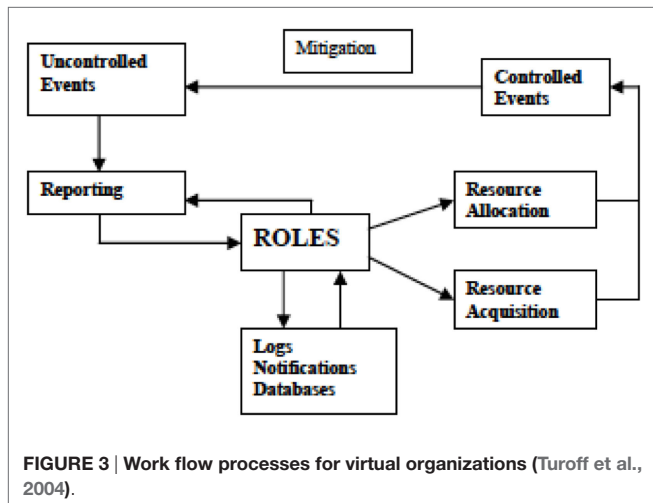 Mitigation
Uncontrolled
Events
Controlled
Events
Reporting
Resource
Allocation
ROLES
Resource
Acquisition
Logs
Notifications
Databases
FIGURE 3 | Work flow processes for virtual organizations (Turoff et al.,
2004).